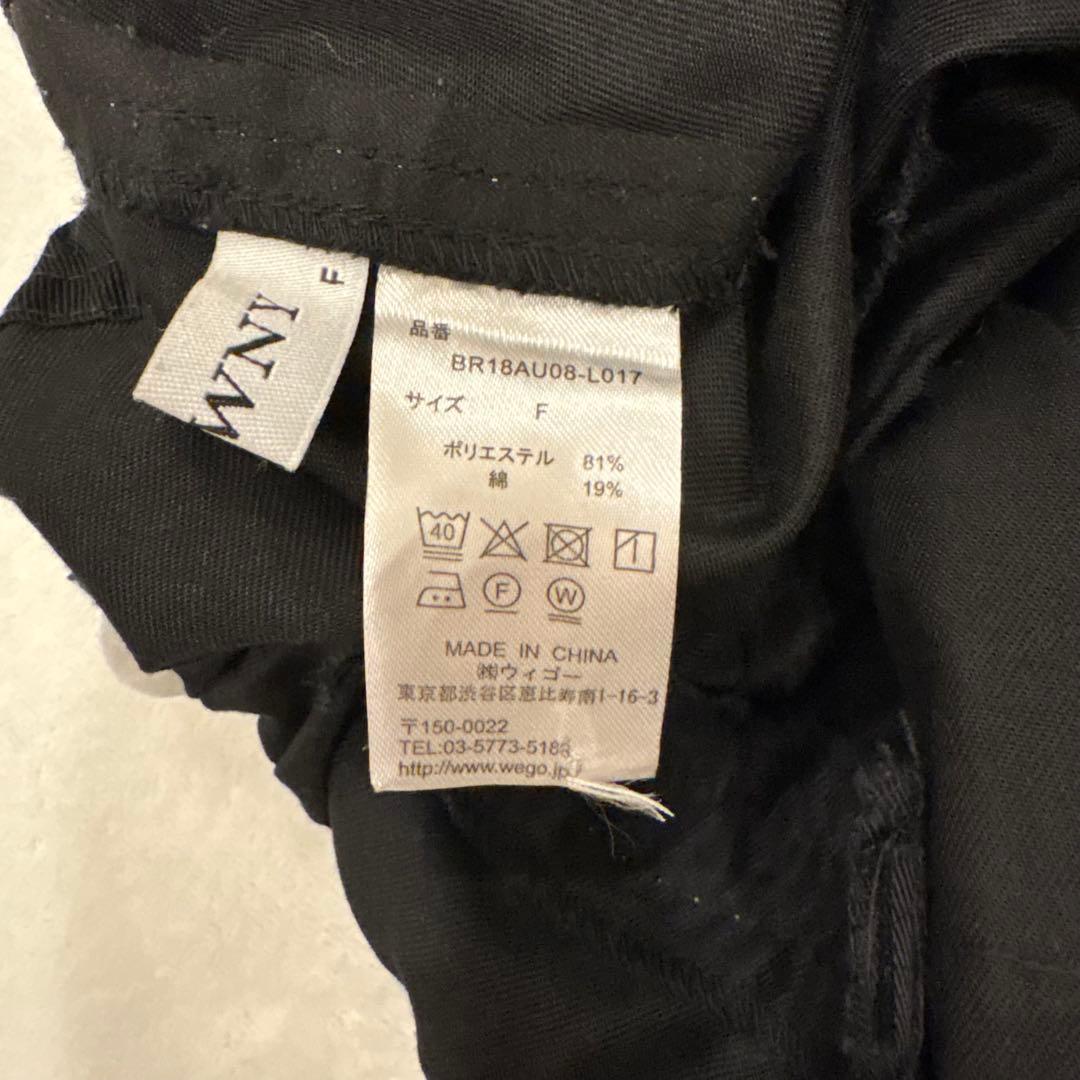 WNY
F
品番
BR18AU08-L017
サイズ F
ポリエステル 81%
綿 19%
40
F W
MADE IN CHINA
㈱ウィゴー
東京都渋谷区恵比寿南1-16-3
〒150-0022
TEL:03-5773-518
http://www.wego.jp